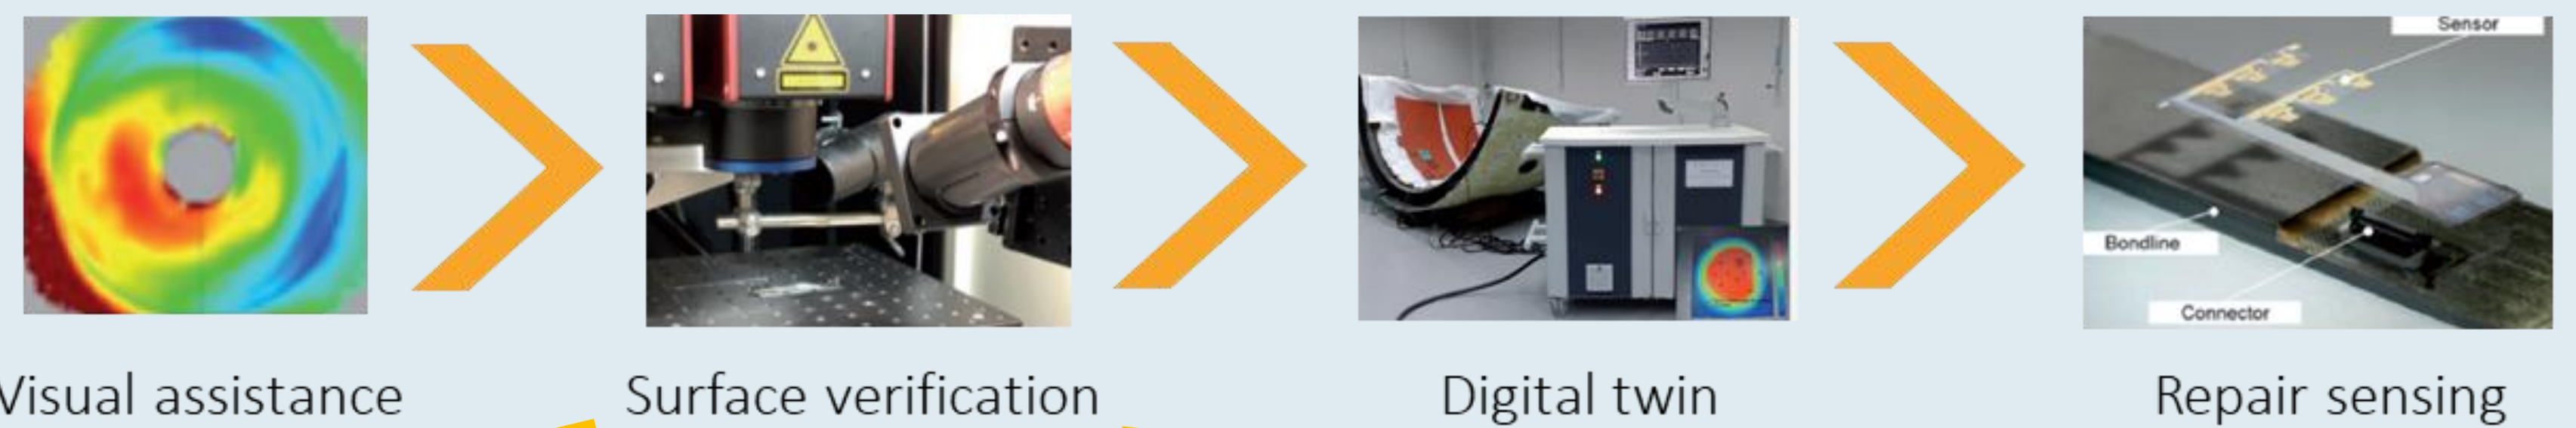 Sensor
Bondline
Connector
Visual assistance
Surface verification
Digital twin
Repair sensing